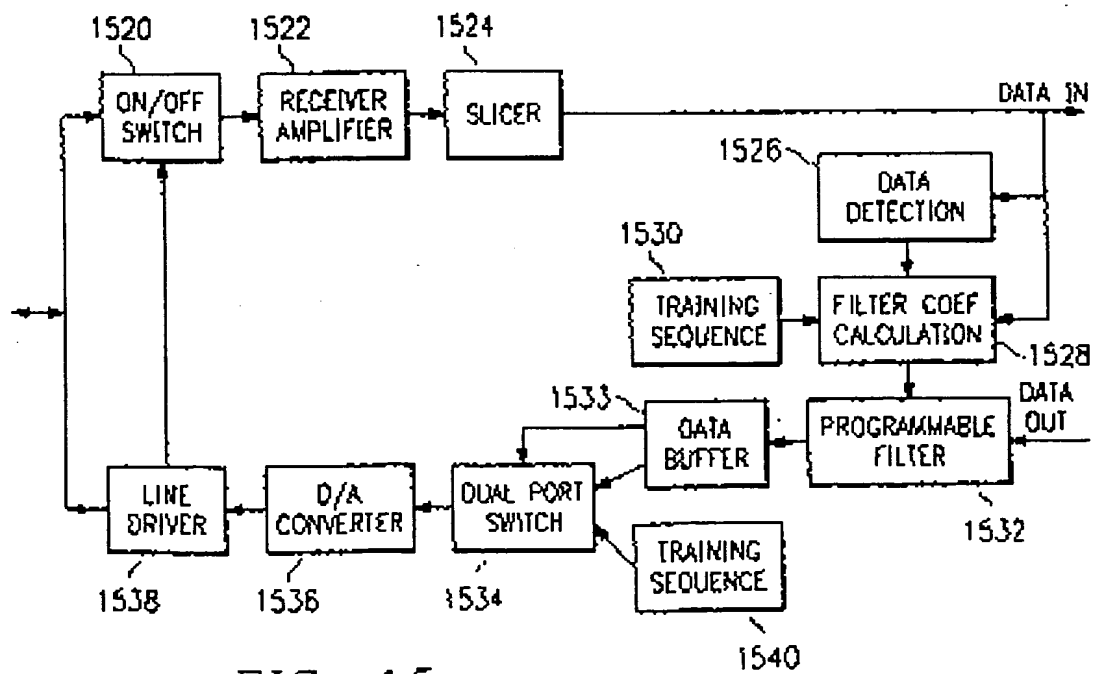 1520
1522
1524
ON/OFF
SWITCH
RECEIVER
AMPLIFIER
SLICER
DATA IN
1526
DATA
DETECTION
1530
TRAINING
SEQUENCE
FILTER COEF
CALCULATION
1528
1533
DATA
OUT
DATA
BUFFER
PROGRAMMABLE
FILTER
LINE
DRIVER
D/A
CONVERTER
DUAL PORT
SWITCH
1532
TRAINING
SEQUENCE
1538
1536
1534
1540